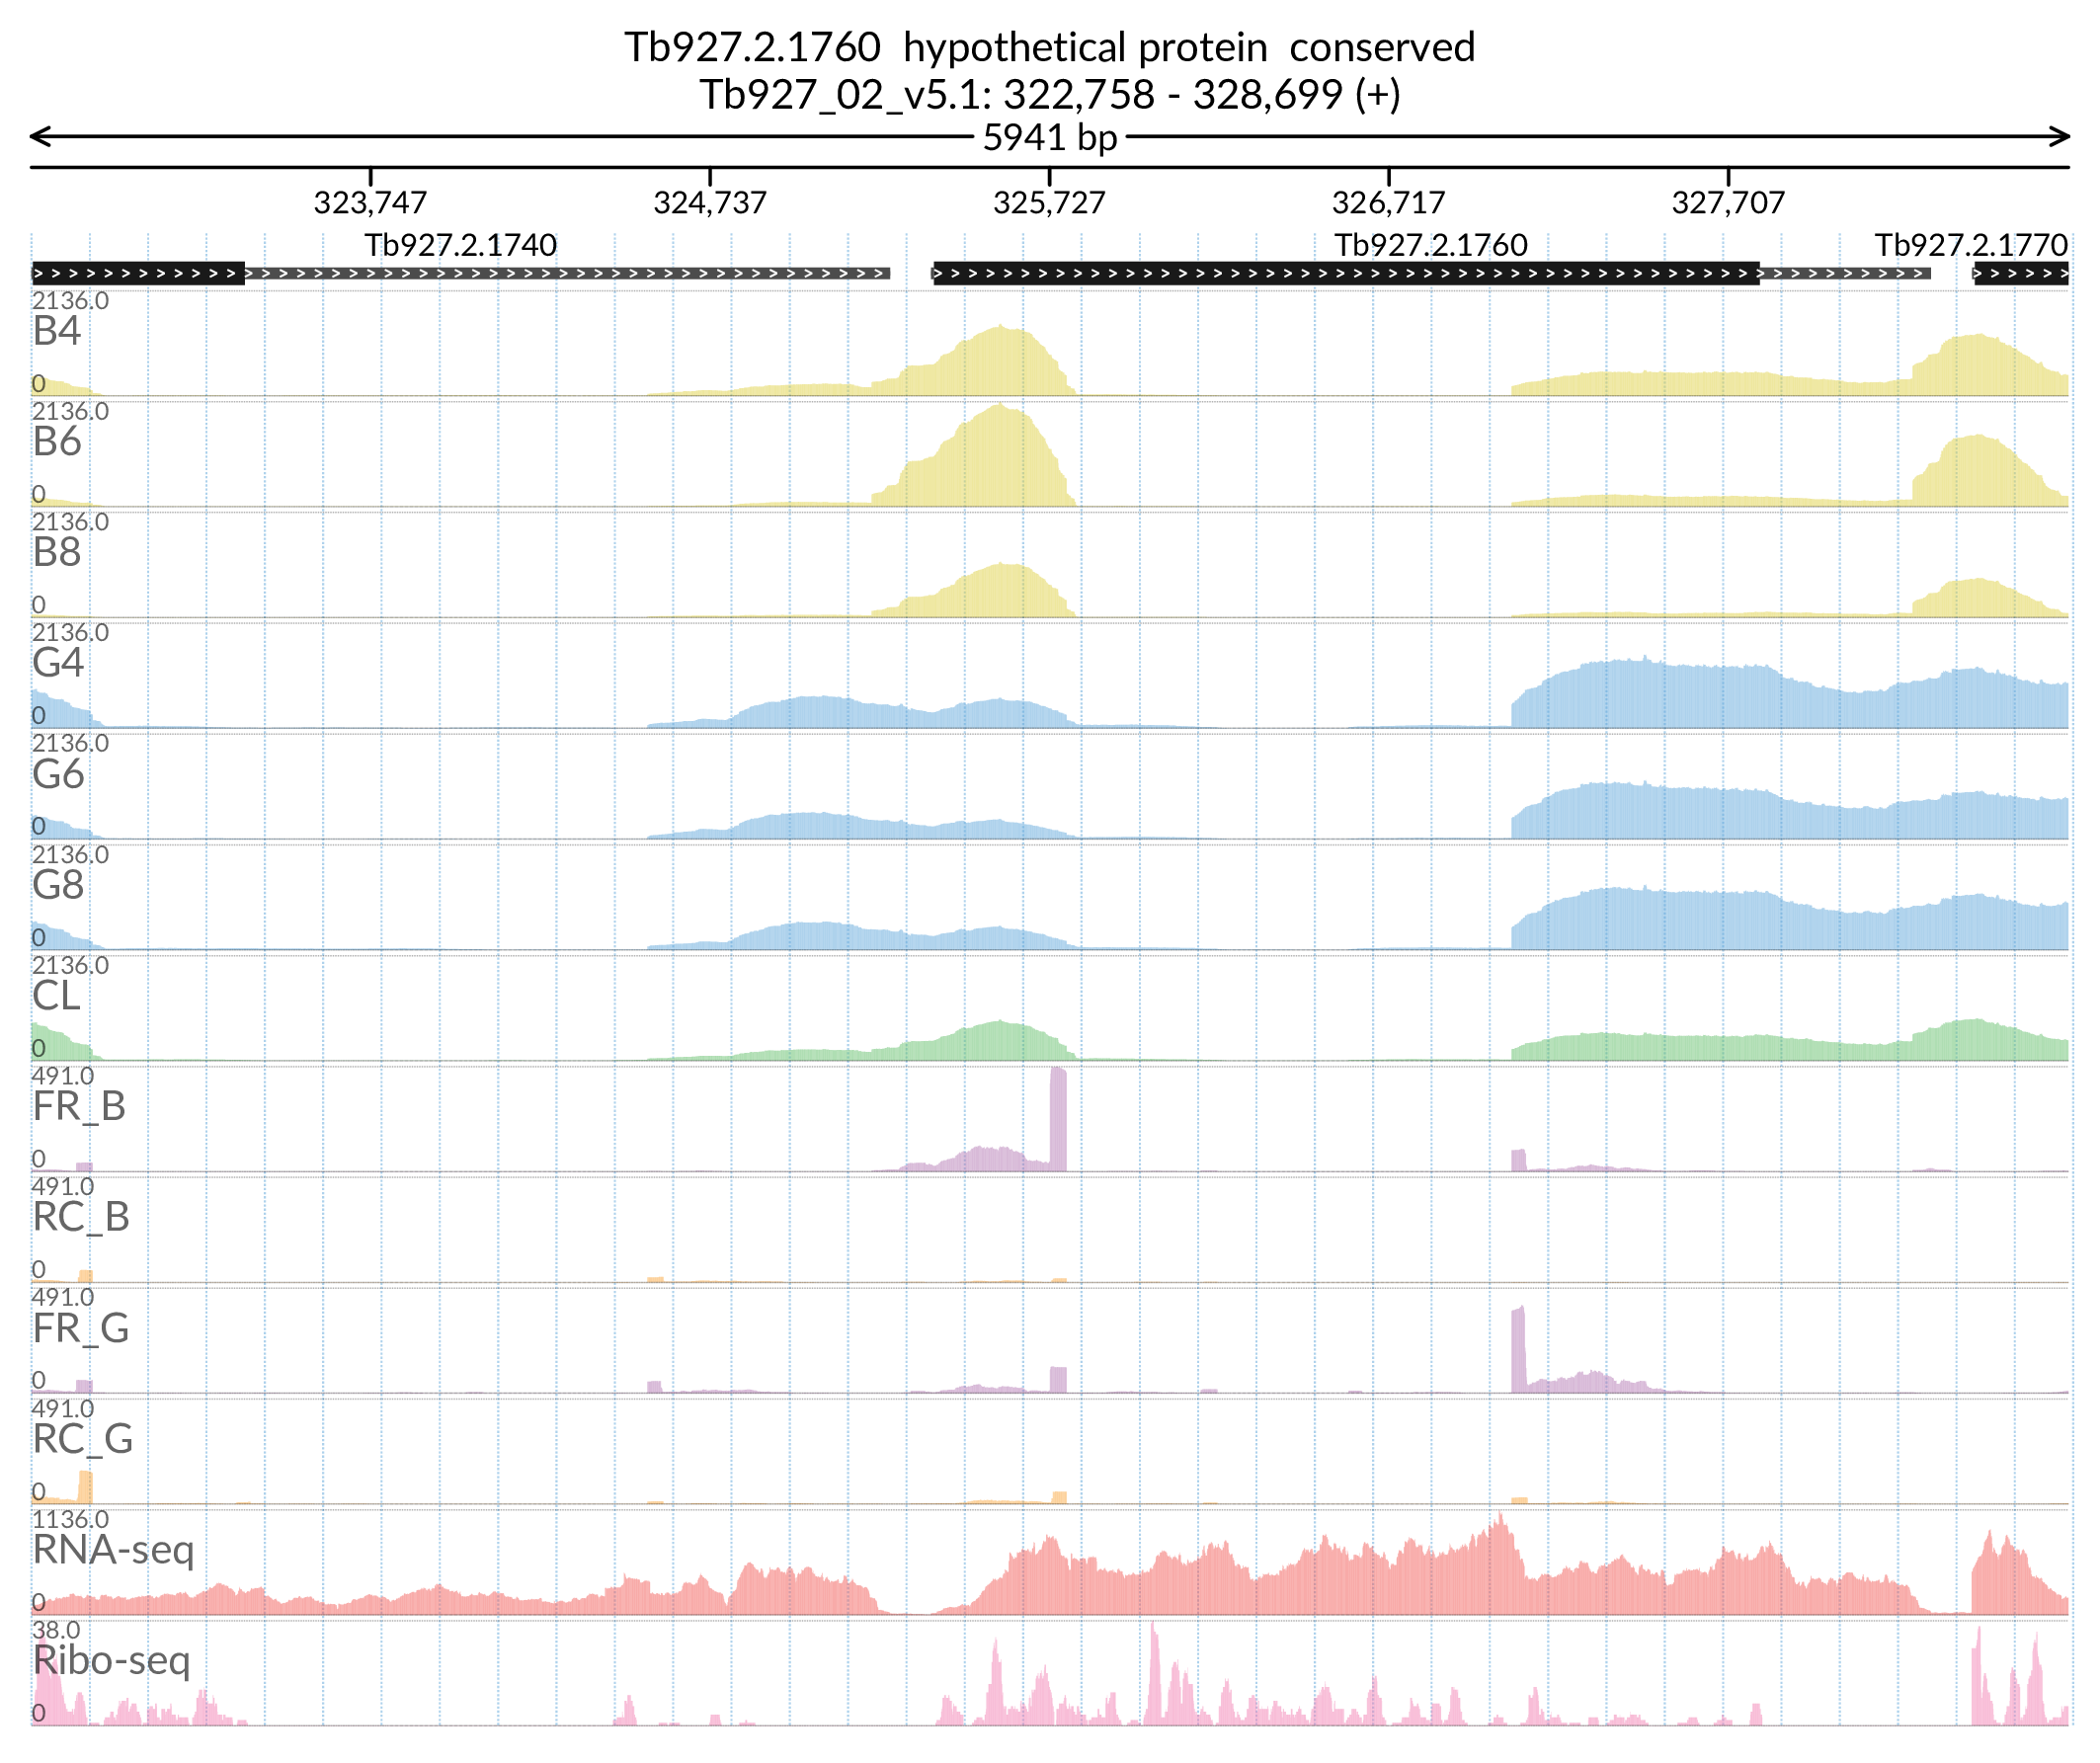 Tb927.2.1760  hypothetical protein  conserved
Tb927_02_v5.1: 322,758 - 328,699 (+)
5941 bp
323,747 324,737 325,727 326,717 327,707
Tb927.2.1740 Tb927.2.1760 Tb927.2.1770
2136.0
B4
0
2136.0
B6
0
2136.0
B8
0
2136.0
G4
0
2136.0
G6
0
2136.0
G8
0
2136.0
CL
0
491.0
FR_B
0
491.0
RC_B
0
491.0
FR_G
0
491.0
RC_G
0
1136.0
RNA-seq
0
38.0
Ribo-seq
0